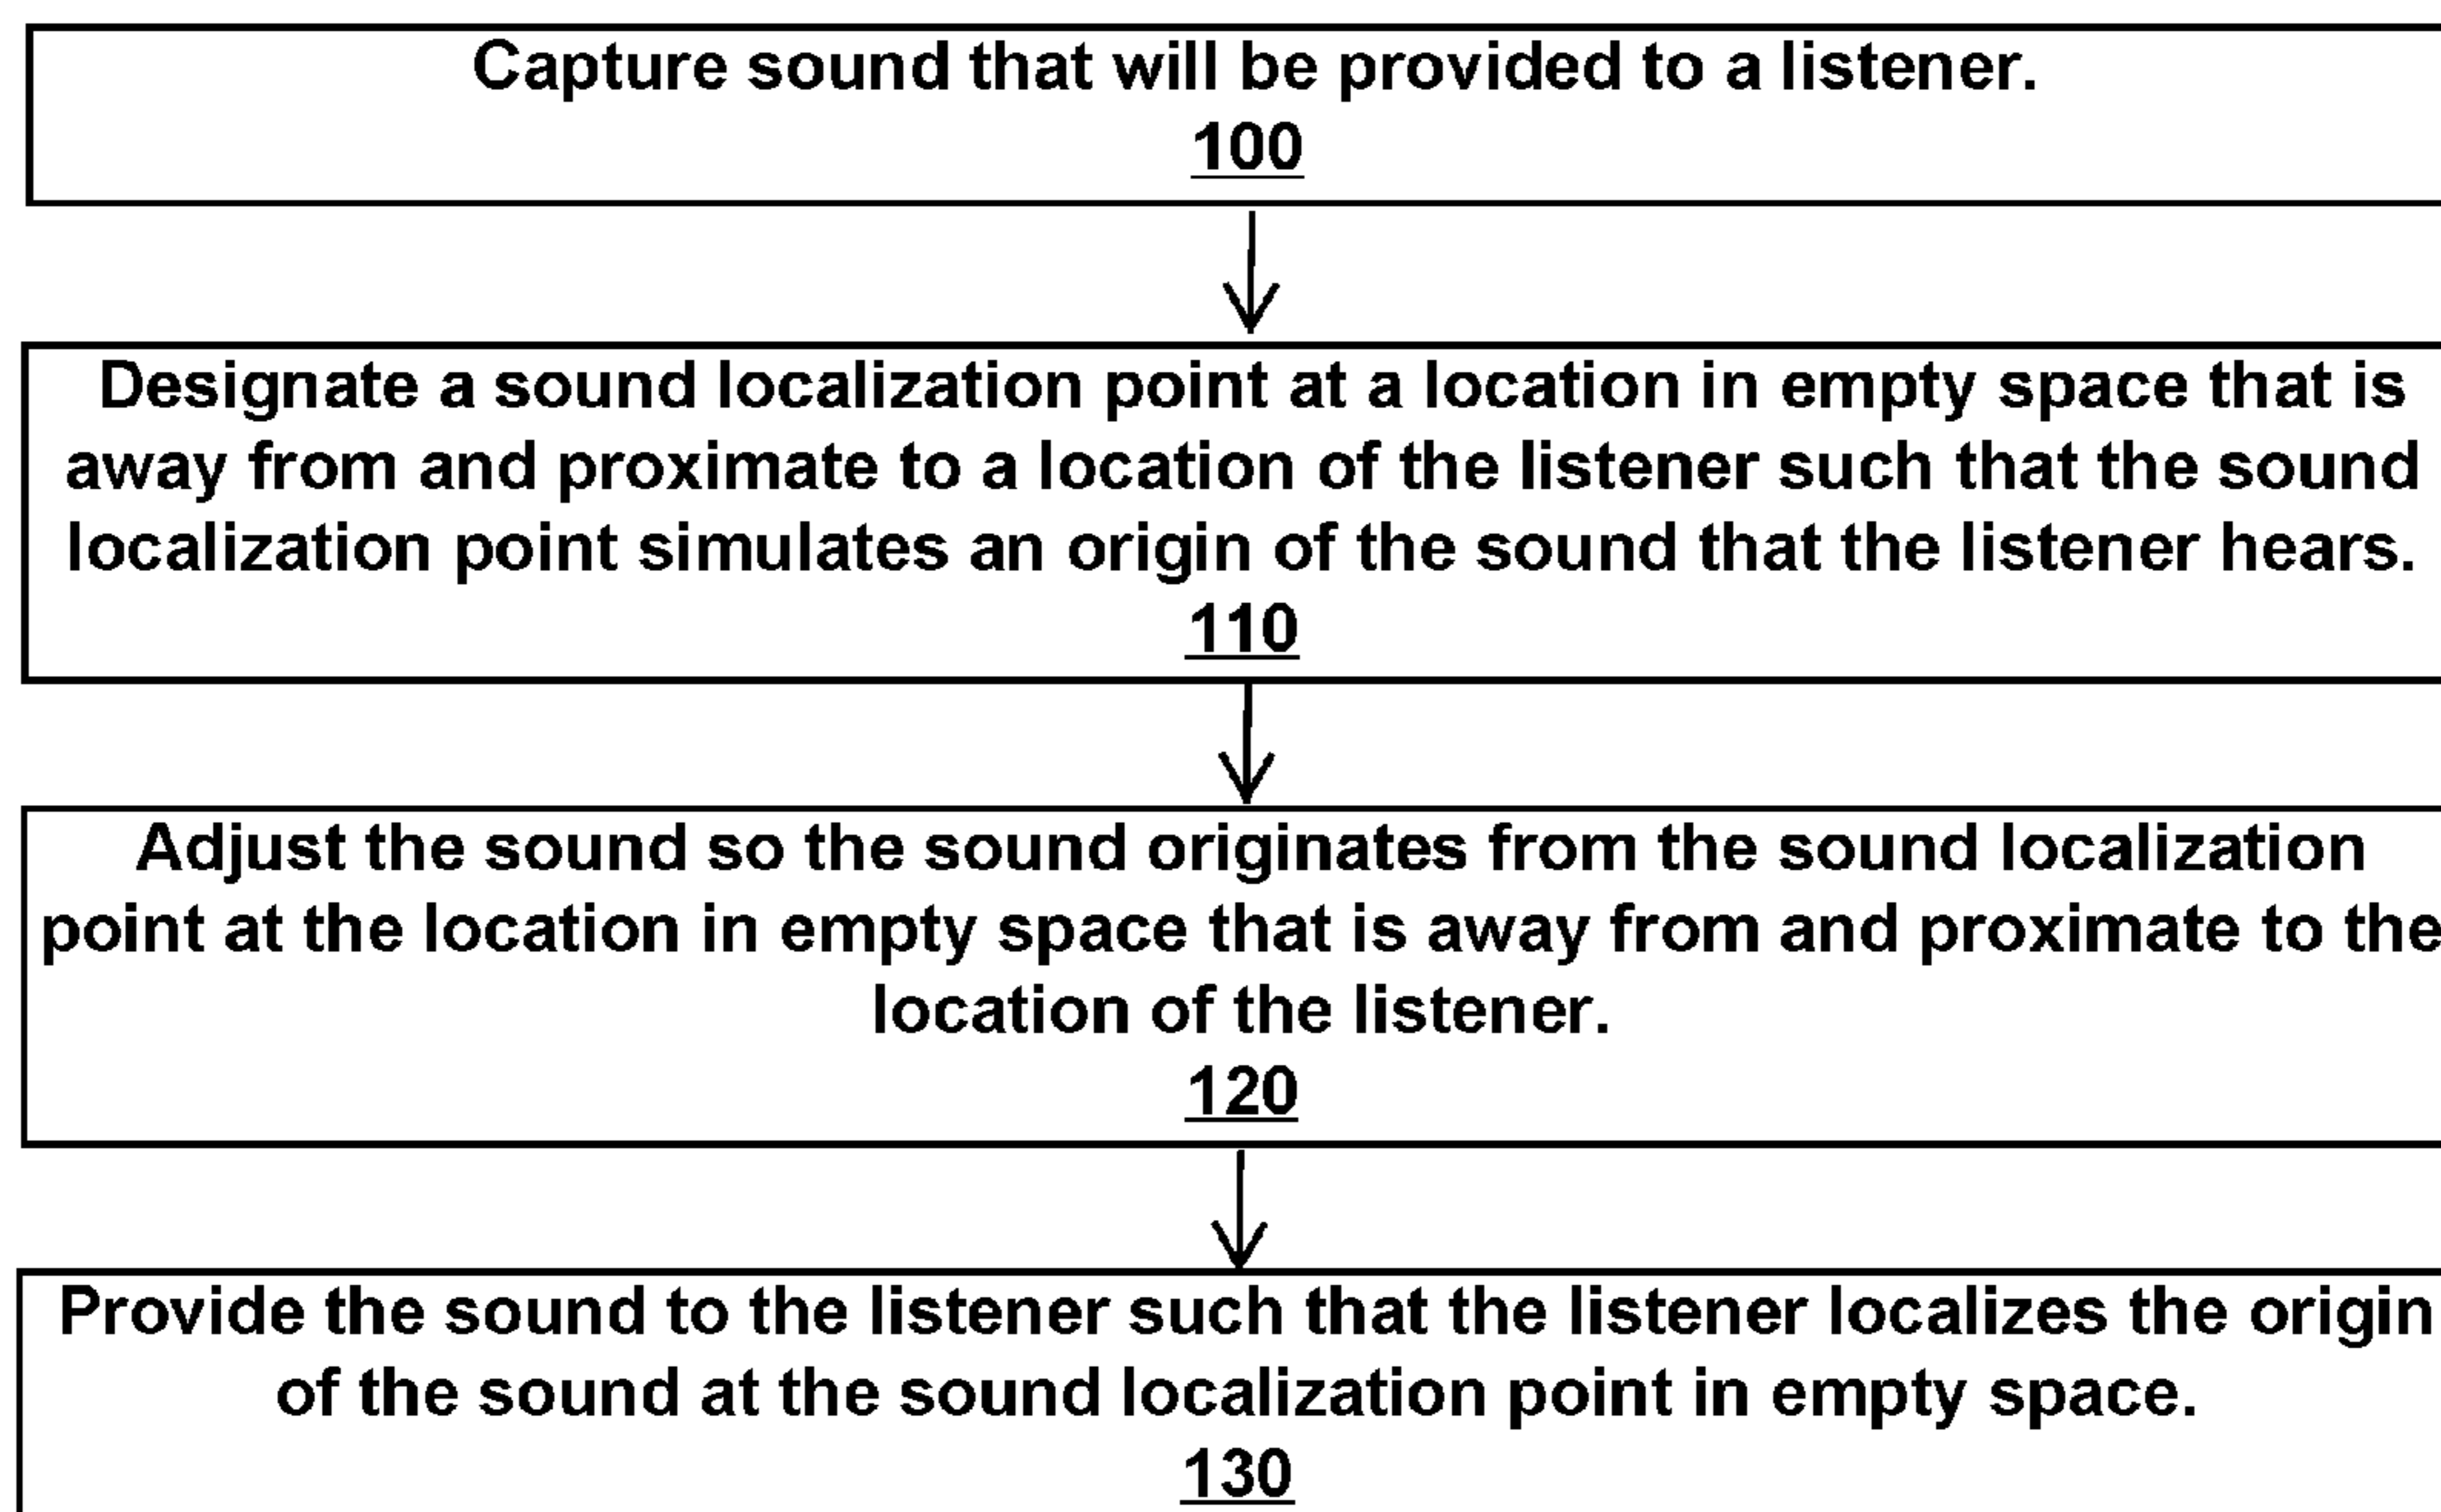 Capture sound that will be provided to a listener.
100
Designate a sound localization point at a location in empty space that is
away from and proximate to a location of the listener such that the sound
localization point simulates an origin of the sound that the listener hears.
110
Adjust the sound so the sound originates from the sound localization
point at the location in empty space that is away from and proximate to the
location of the listener.
120
Provide the sound to the listener such that the listener localizes the origin
of the sound at the sound localization point in empty space.
130